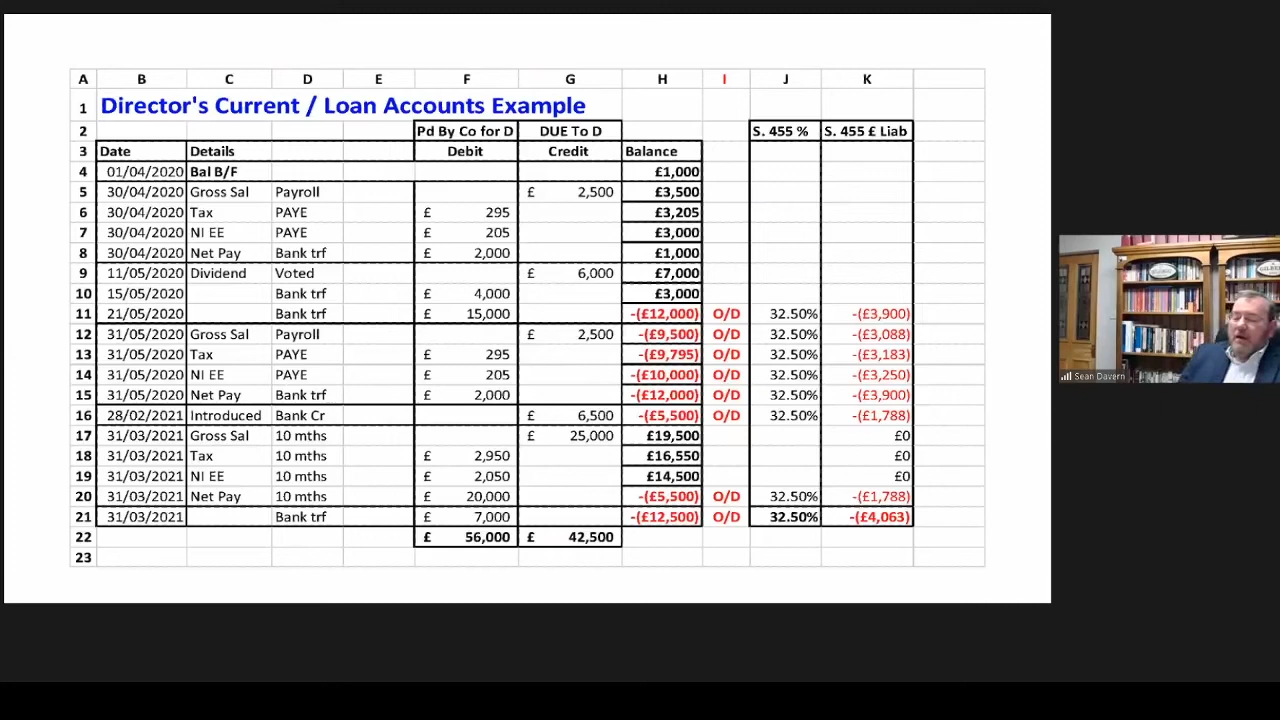 A B C D E F G H I J K
1 Director's Current / Loan Accounts Example
2 Pd By Co for D DUE To D S. 455 % S. 455 £ Liab
3 Date Details Debit Credit Balance
4 01/04/2020 Bal B/F £1,000
5 30/04/2020 Gross Sal Payroll £ 2,500 £3,500
6 30/04/2020 Tax PAYE £ 295 £3,205
7 30/04/2020 NI EE PAYE £ 205 £3,000
8 30/04/2020 Net Pay Bank trf £ 2,000 £1,000
9 11/05/2020 Dividend Voted £ 6,000 £7,000
10 15/05/2020 Bank trf £ 4,000 £3,000
11 21/05/2020 Bank trf £ 15,000 -(£12,000) O/D 32.50% -(£3,900)
12 31/05/2020 Gross Sal Payroll £ 2,500 -(£9,500) O/D 32.50% -(£3,088)
13 31/05/2020 Tax PAYE £ 295 -(£9,795) O/D 32.50% -(£3,183)
14 31/05/2020 NI EE PAYE £ 205 -(£10,000) O/D 32.50% -(£3,250)
15 31/05/2020 Net Pay Bank trf £ 2,000 -(£12,000) O/D 32.50% -(£3,900)
16 28/02/2021 Introduced Bank Cr £ 6,500 -(£5,500) O/D 32.50% -(£1,788)
17 31/03/2021 Gross Sal 10 mths £ 25,000 £19,500 £0
18 31/03/2021 Tax 10 mths £ 2,950 £16,550 £0
19 31/03/2021 NI EE 10 mths £ 2,050 £14,500 £0
20 31/03/2021 Net Pay 10 mths £ 20,000 -(£5,500) O/D 32.50% -(£1,788)
21 31/03/2021 Bank trf £ 7,000 -(£12,500) O/D 32.50% -(£4,063)
22 £ 56,000 £ 42,500
23
Sean Davern